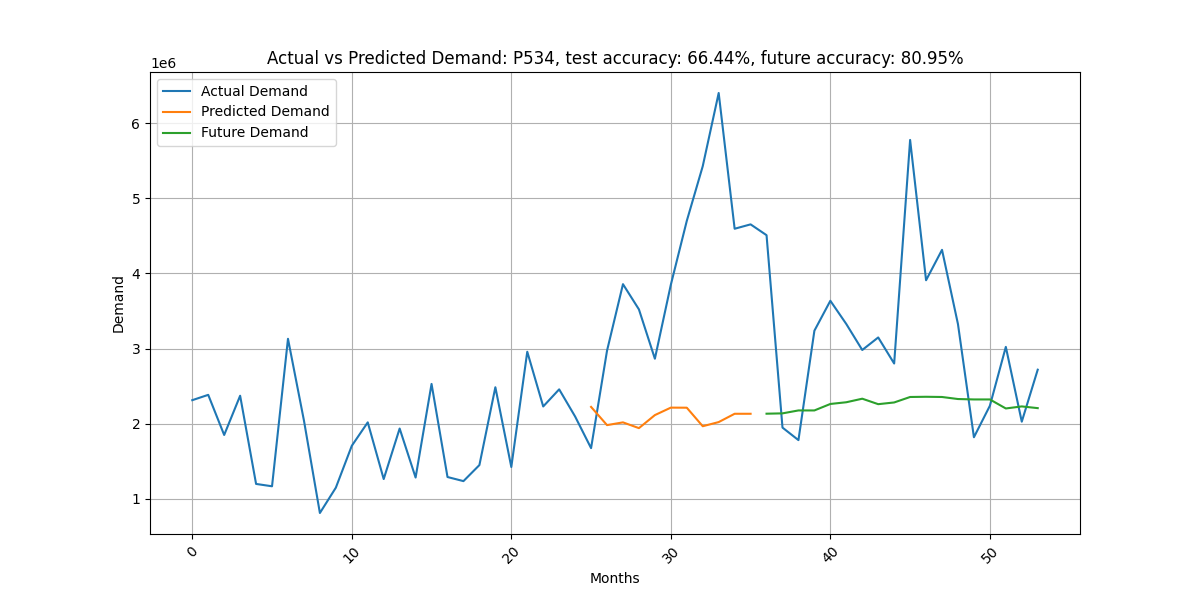 Actual vs Predicted Demand: P534, test accuracy: 66.44%, future accuracy: 80.95%
1e6
Actual Demand
Predicted Demand
Future Demand
6
5
4
3
2
1
Demand
0
10
20
30
40
50
Months